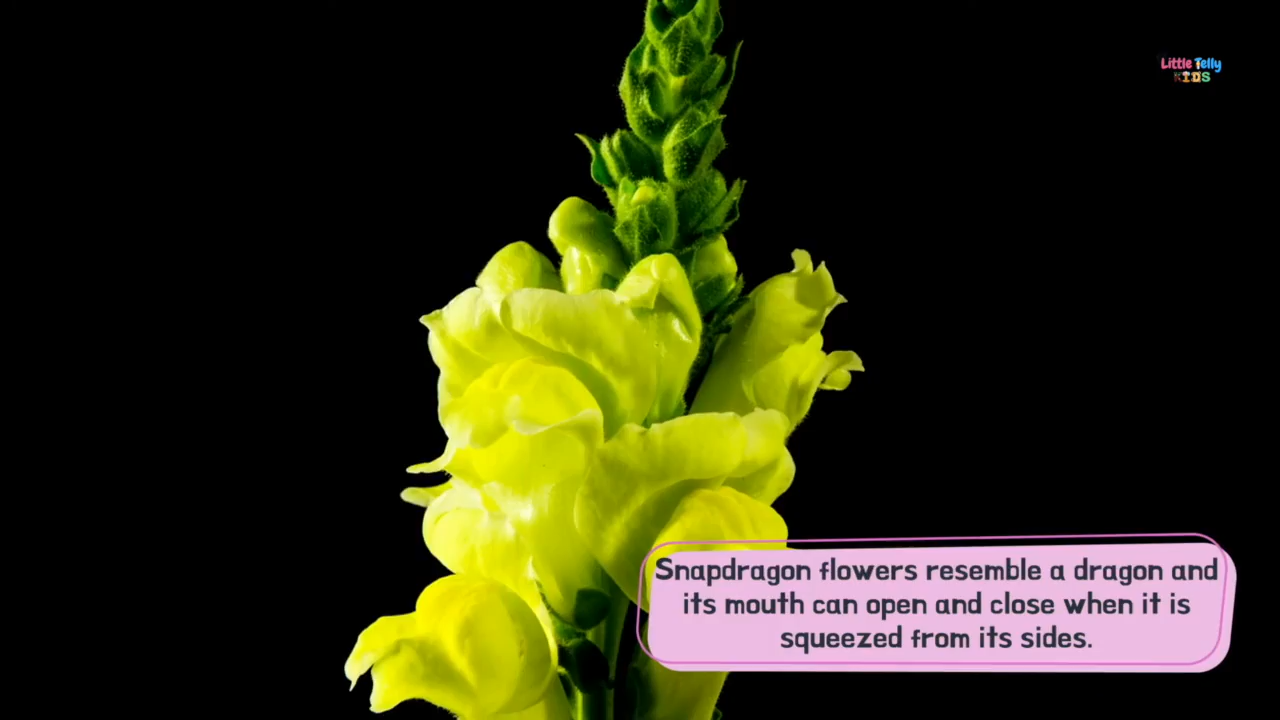 Little Telly
KIDS
Snapdragon flowers resemble a dragon and
its mouth can open and close when it is
squeezed from its sides.